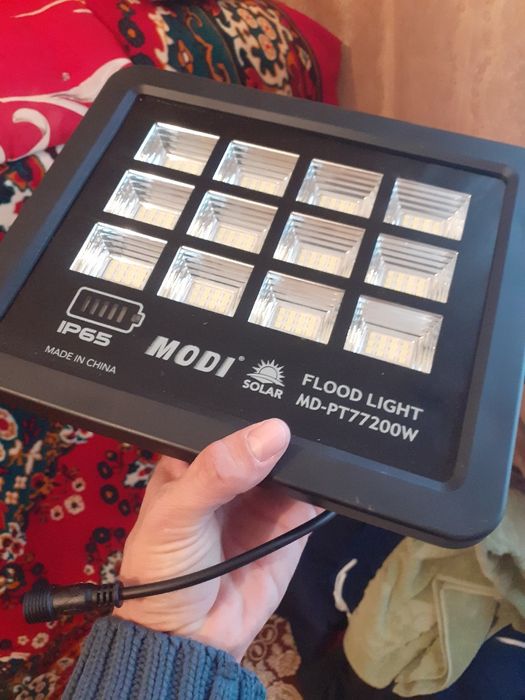 IP65
MADE IN CHINA
MODI®
SOLAR
FLOOD LIGHT
MD-PT77200W